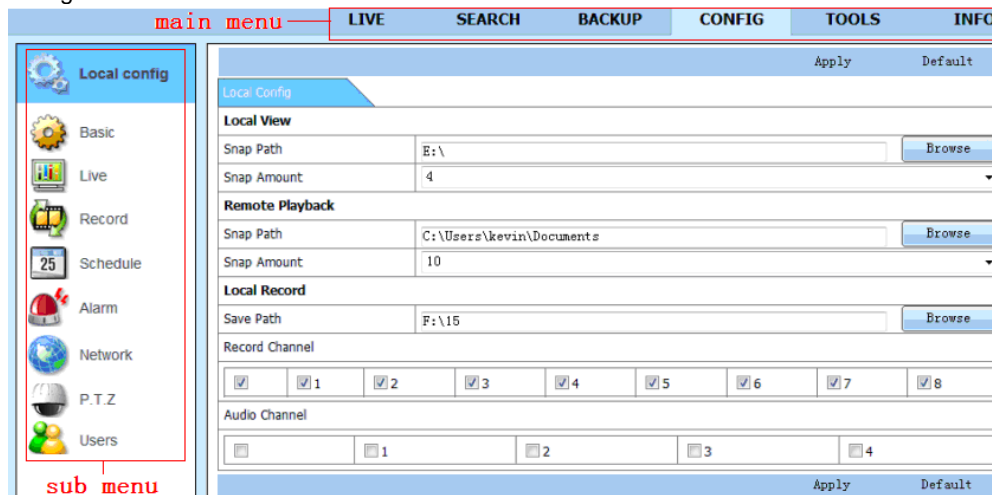 main menu LIVE SEARCH BACKUP CONFIG TOOLS INFO
Local config
Basic
Live
Record
25 Schedule
Alarm
Network
P.T.Z
Users
sub menu
Apply Default
Local Config
Local View
Snap Path E:\ Browse
Snap Amount 4
Remote Playback
Snap Path C:\Users\kevin\Documents Browse
Snap Amount 10
Local Record
Save Path F:\15 Browse
Record Channel
1 2 3 4 5 6 7 8
Audio Channel
1 2 3 4
Apply Default